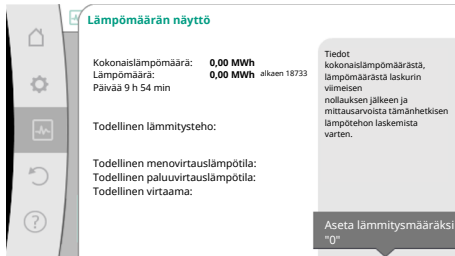 Lämpömäärän näyttö
Kokonaislämpömäärä: 0,00 MWh
Lämpömäärä: 0,00 MWh alkaen 18733
Päivää 9 h 54 min
Todellinen lämmitysteho:
Todellinen menovirtauslämpötila:
Todellinen paluuvirtauslämpötila:
Todellinen virtaama:
Tiedot
kokonaislämpömäärästä,
lämpömäärästä laskurin
viimeisen
nollauksen jälkeen ja
mittausarvoista tämänhetkisen
lämpötehon laskemista
varten.
Aseta lämmitysmääräksi
"0"